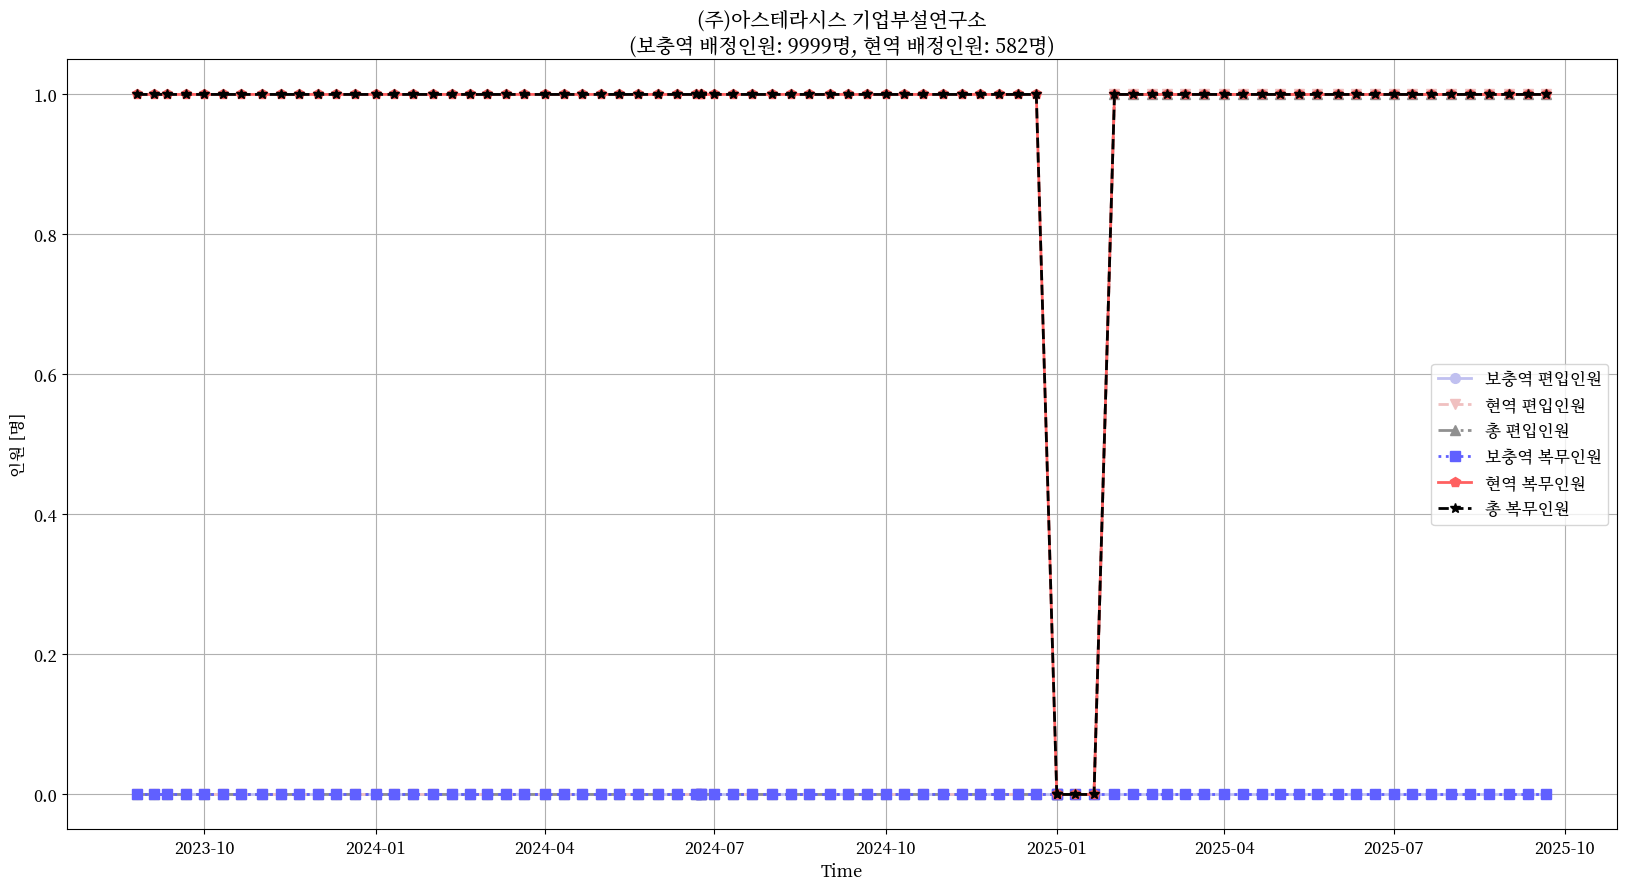 (주)아스테라시스 기업부설연구소
(보충역 배정인원: 9999명, 현역 배정인원: 582명)
1.0
0.8
0.6
0.4
0.2
0.0
인원 [명]
보충역 편입인원
현역 편입인원
총 편입인원
보충역 복무인원
현역 복무인원
총 복무인원
2023-10 2024-01 2024-04 2024-07 2024-10 2025-01 2025-04 2025-07 2025-10
Time